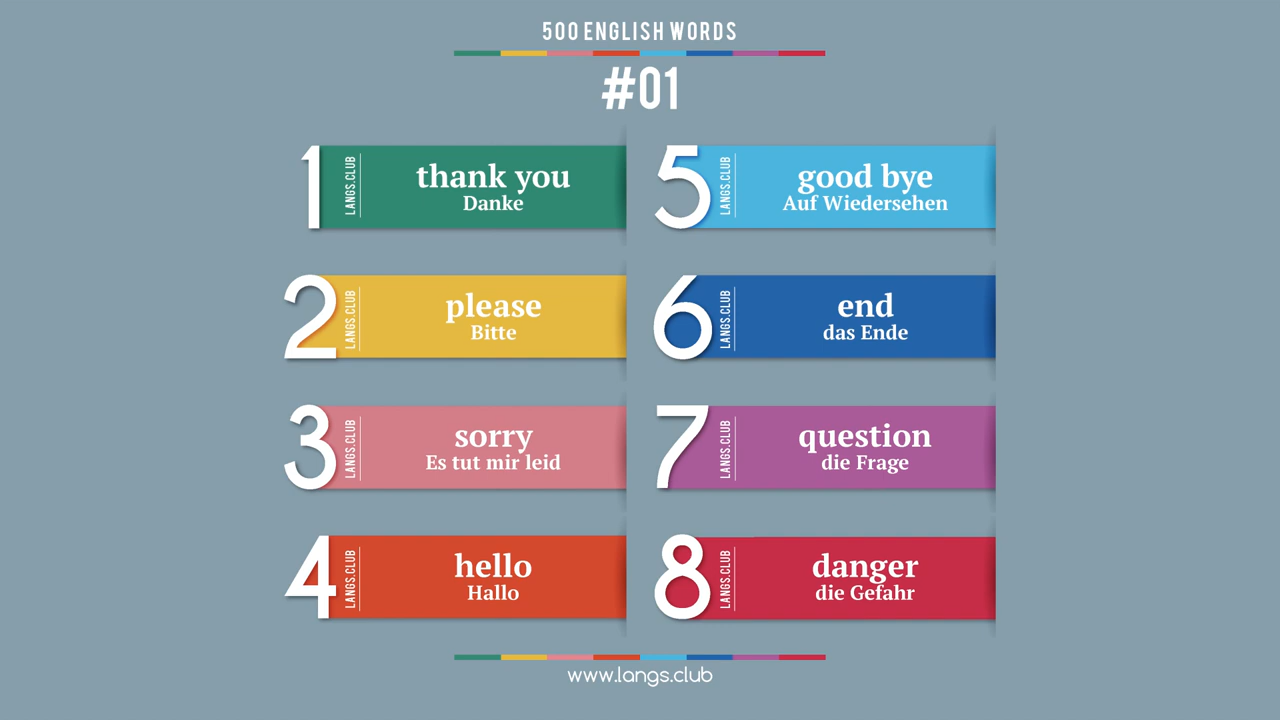 500 ENGLISH WORDS
#01
1
LANGS.CLUB
thank you
Danke
2
LANGS.CLUB
please
Bitte
3
LANGS.CLUB
sorry
Es tut mir leid
4
LANGS.CLUB
hello
Hallo
5
LANGS.CLUB
good bye
Auf Wiedersehen
6
LANGS.CLUB
end
das Ende
7
LANGS.CLUB
question
die Frage
8
LANGS.CLUB
danger
die Gefahr
www.langs.club